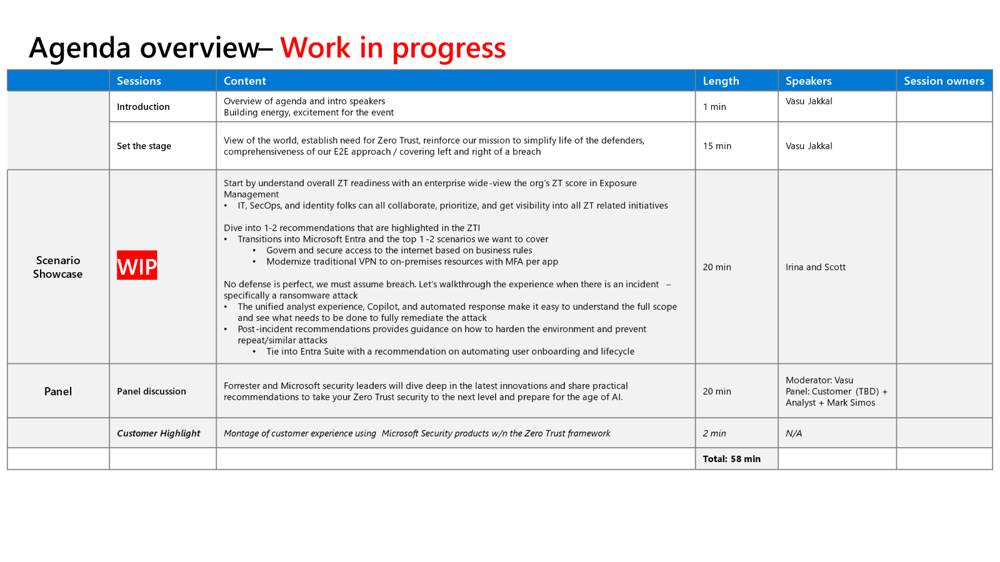 Agenda overview– Work in progress
Sessions Content Length Speakers Session owners
Introduction
Overview of agenda and intro speakers
Building energy, excitement for the event
1 min
Vasu Jakkal
Set the stage
View of the world, establish need for Zero Trust, reinforce our mission to simplify life of the defenders,
comprehensiveness of our E2E approach / covering left and right of a breach
15 min
Vasu Jakkal
Scenario
Showcase
WIP
Start by understand overall ZT readiness with an enterprise wide-view the org's ZT score in Exposure
Management
• IT, SecOps, and identity folks can all collaborate, prioritize, and get visibility into all ZT related initiatives
Dive into 1-2 recommendations that are highlighted in the ZTI
• Transitions into Microsoft Entra and the top 1-2 scenarios we want to cover
• Govern and secure access to the internet based on business rules
• Modernize traditional VPN to on-premises resources with MFA per app
No defense is perfect, we must assume breach. Let's walkthrough the experience when there is an incident –
specifically a ransomware attack
• The unified analyst experience, Copilot, and automated response make it easy to understand the full scope
and see what needs to be done to fully remediate the attack
• Post-incident recommendations provides guidance on how to harden the environment and prevent
repeat/similar attacks
• Tie into Entra Suite with a recommendation on automating user onboarding and lifecycle
20 min
Irina and Scott
Panel
Panel discussion
Forrester and Microsoft security leaders will dive deep in the latest innovations and share practical
recommendations to take your Zero Trust security to the next level and prepare for the age of AI.
20 min
Moderator: Vasu
Panel: Customer (TBD) +
Analyst + Mark Simos
Customer Highlight
Montage of customer experience using Microsoft Security products w/n the Zero Trust framework
2 min
N/A
Total: 58 min